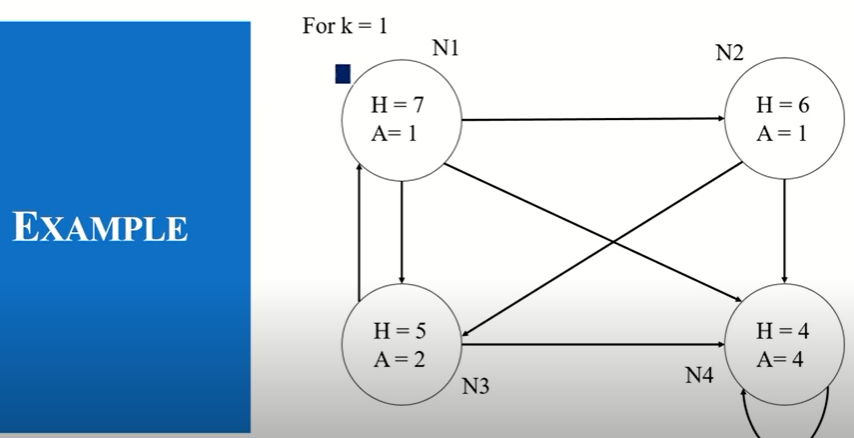 For k = 1
N1
N2
H = 7
A= 1
H = 6
A = 1
EXAMPLE
H = 5
A = 2
N3
H = 4
A= 4
N4